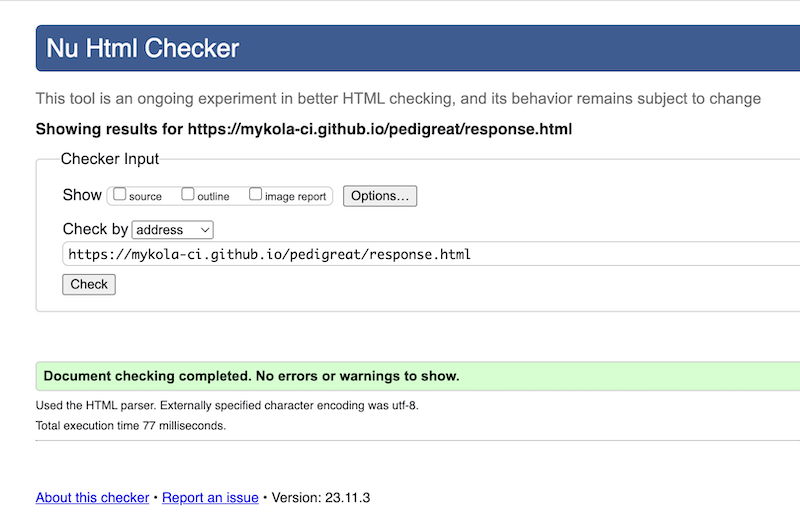 Nu Html Checker
This tool is an ongoing experiment in better HTML checking, and its behavior remains subject to change
Showing results for https://mykola-ci.github.io/pedigreat/response.html
Checker Input
Show source outline image report Options...
Check by address
https://mykola-ci.github.io/pedigreat/response.html
Check
Document checking completed. No errors or warnings to show.
Used the HTML parser. Externally specified character encoding was utf-8.
Total execution time 77 milliseconds.
About this checker • Report an issue • Version: 23.11.3